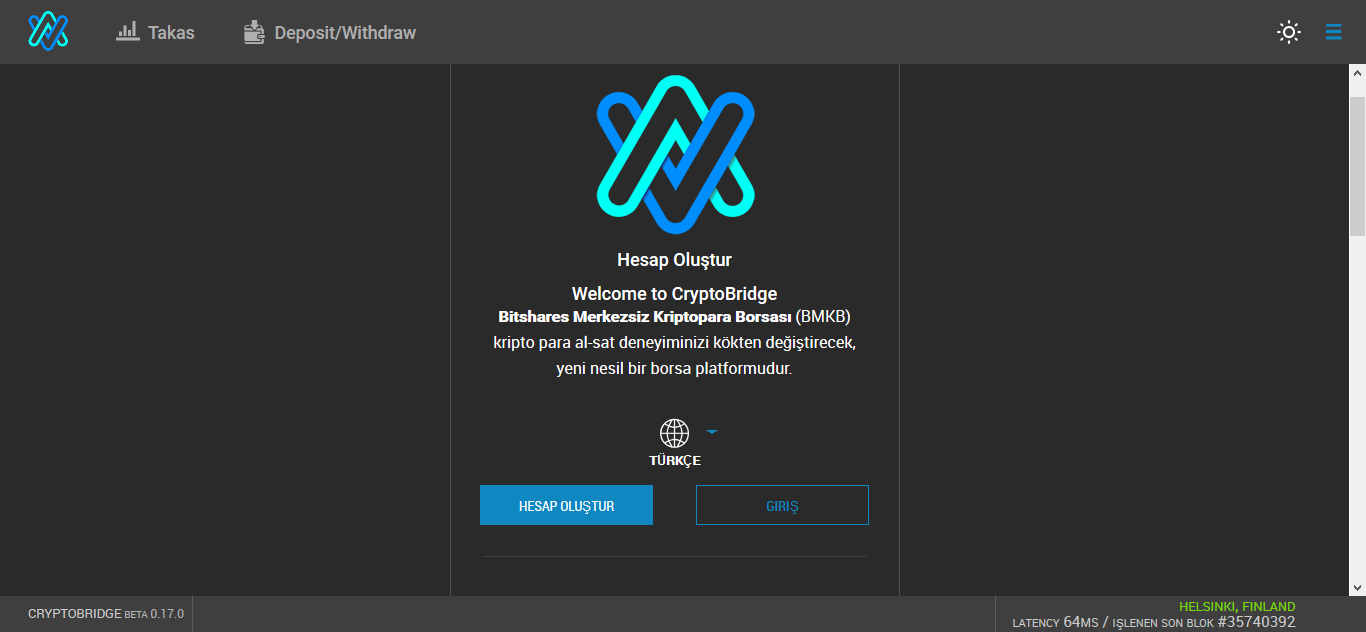 Takas
Deposit/Withdraw
Hesap Oluştur
Welcome to CryptoBridge
Bitshares Merkezsiz Kriptopara Borsası (BMKB)
kripto para al-sat deneyiminizi kökten değiştirecek,
yeni nesil bir borsa platformudur.
TÜRKÇE
HESAP OLUŞTUR
GIRIŞ
CRYPTOBRIDGE BETA 0.17.0
HELSINKI, FINLAND
LATENCY 64MS / IŞLENEN SON BLOK #35740392